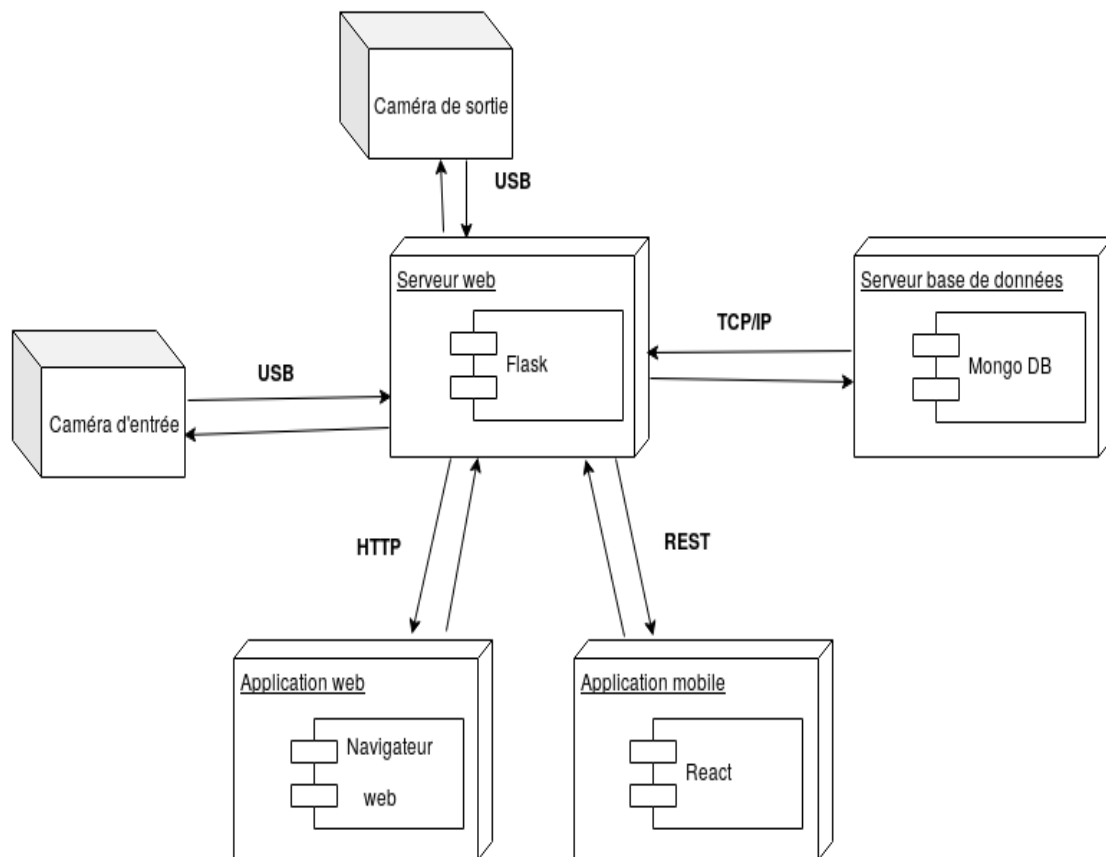 Caméra de sortie
USB
Serveur web
Flask
Serveur base de données
Mongo DB
TCP/IP
USB
Caméra d'entrée
HTTP
REST
Application web
Navigateur
web
Application mobile
React